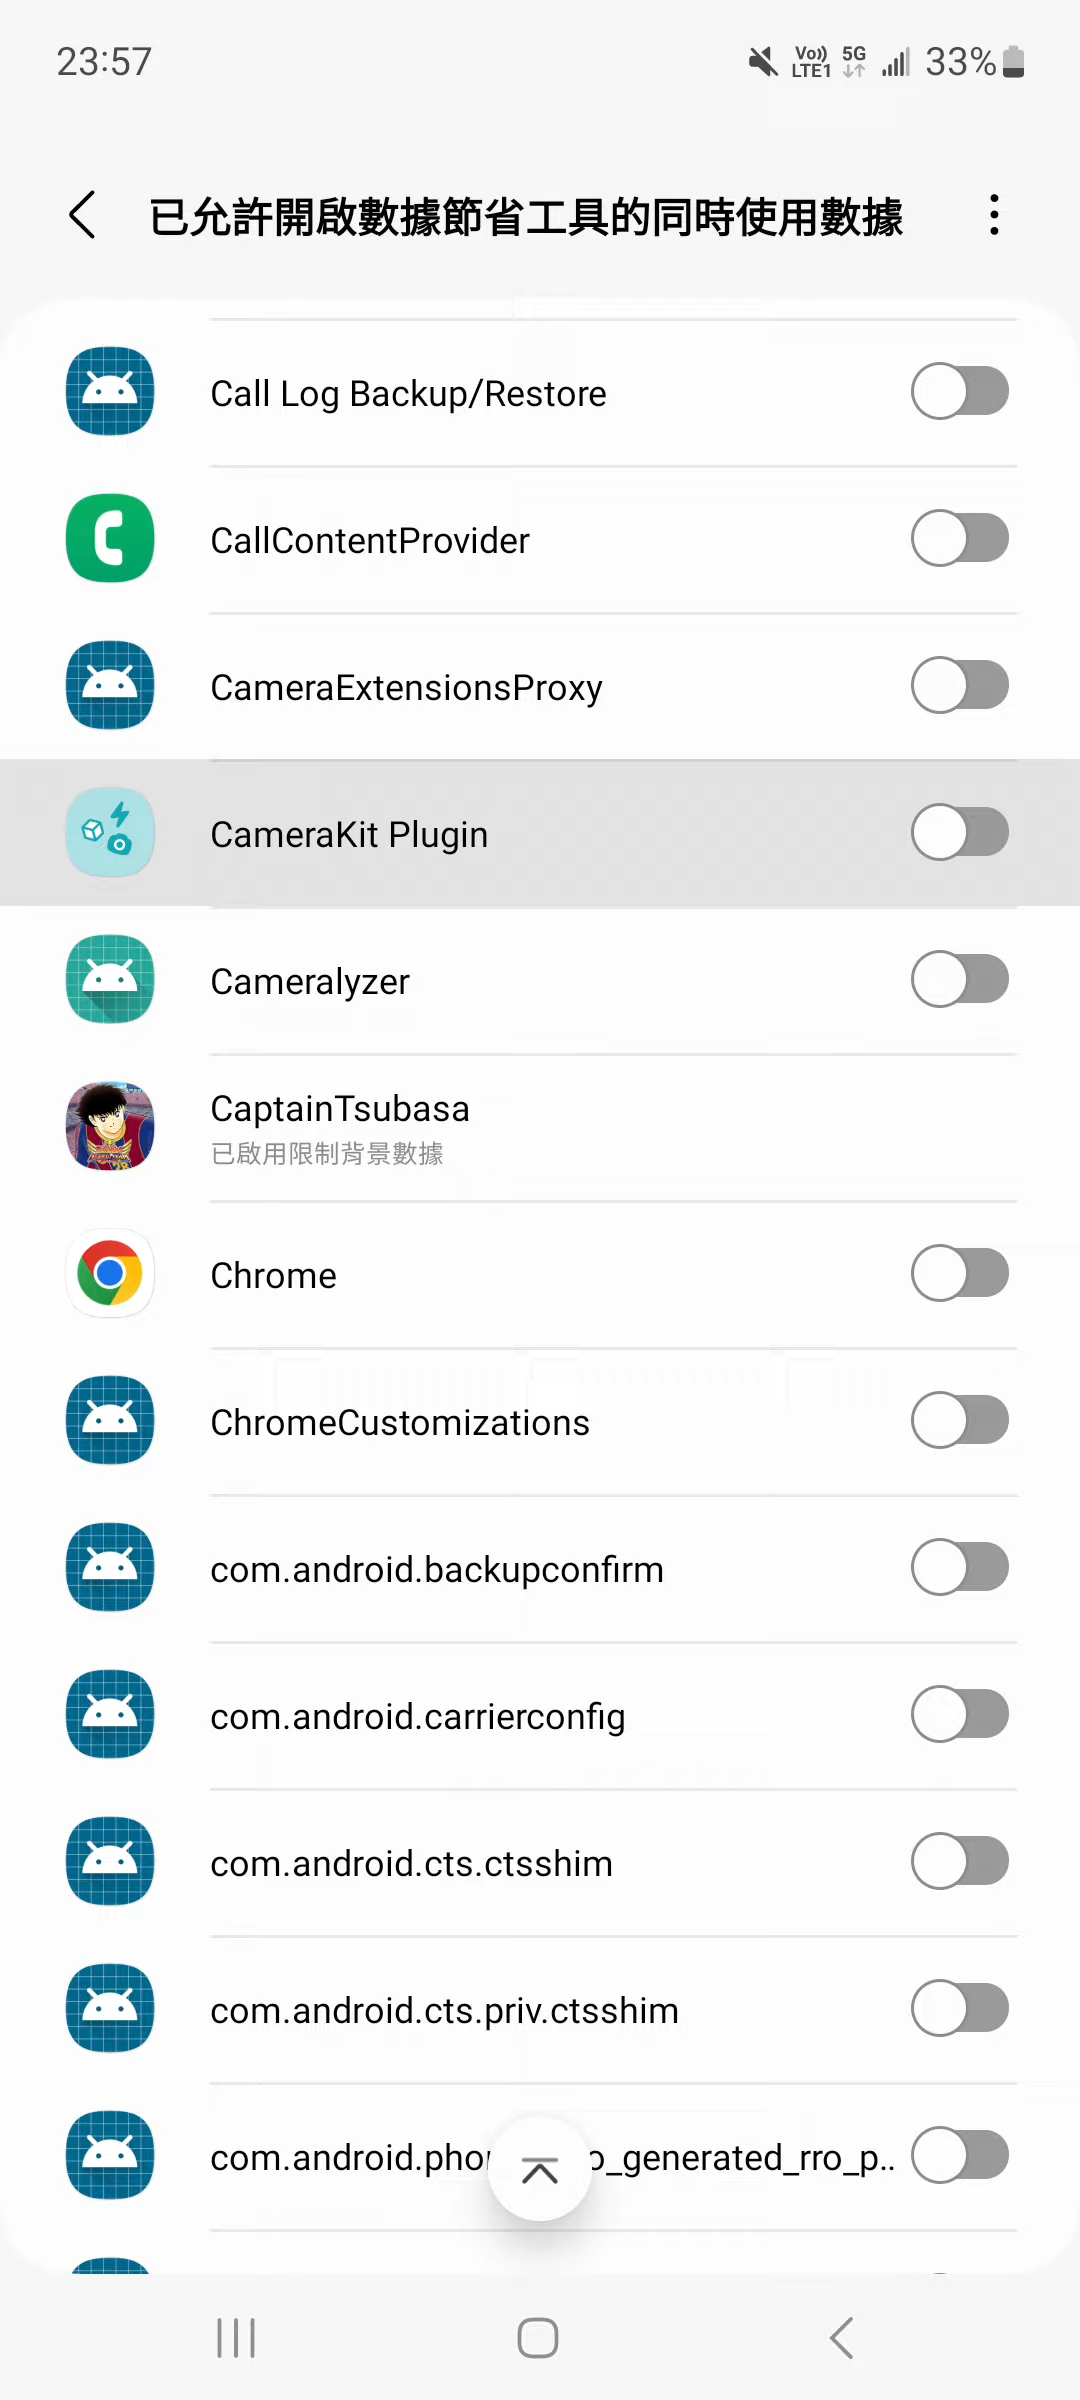 23:57
Vo)) LTE1 5G 33%
已允許開啟數據節省工具的同時使用數據
Call Log Backup/Restore
CallContentProvider
CameraExtensionsProxy
CameraKit Plugin
Cameralyzer
CaptainTsubasa
已啟用限制背景數據
Chrome
ChromeCustomizations
com.android.backupconfirm
com.android.carrierconfig
com.android.cts.ctsshim
com.android.cts.priv.ctsshim
_generated_rro_p..